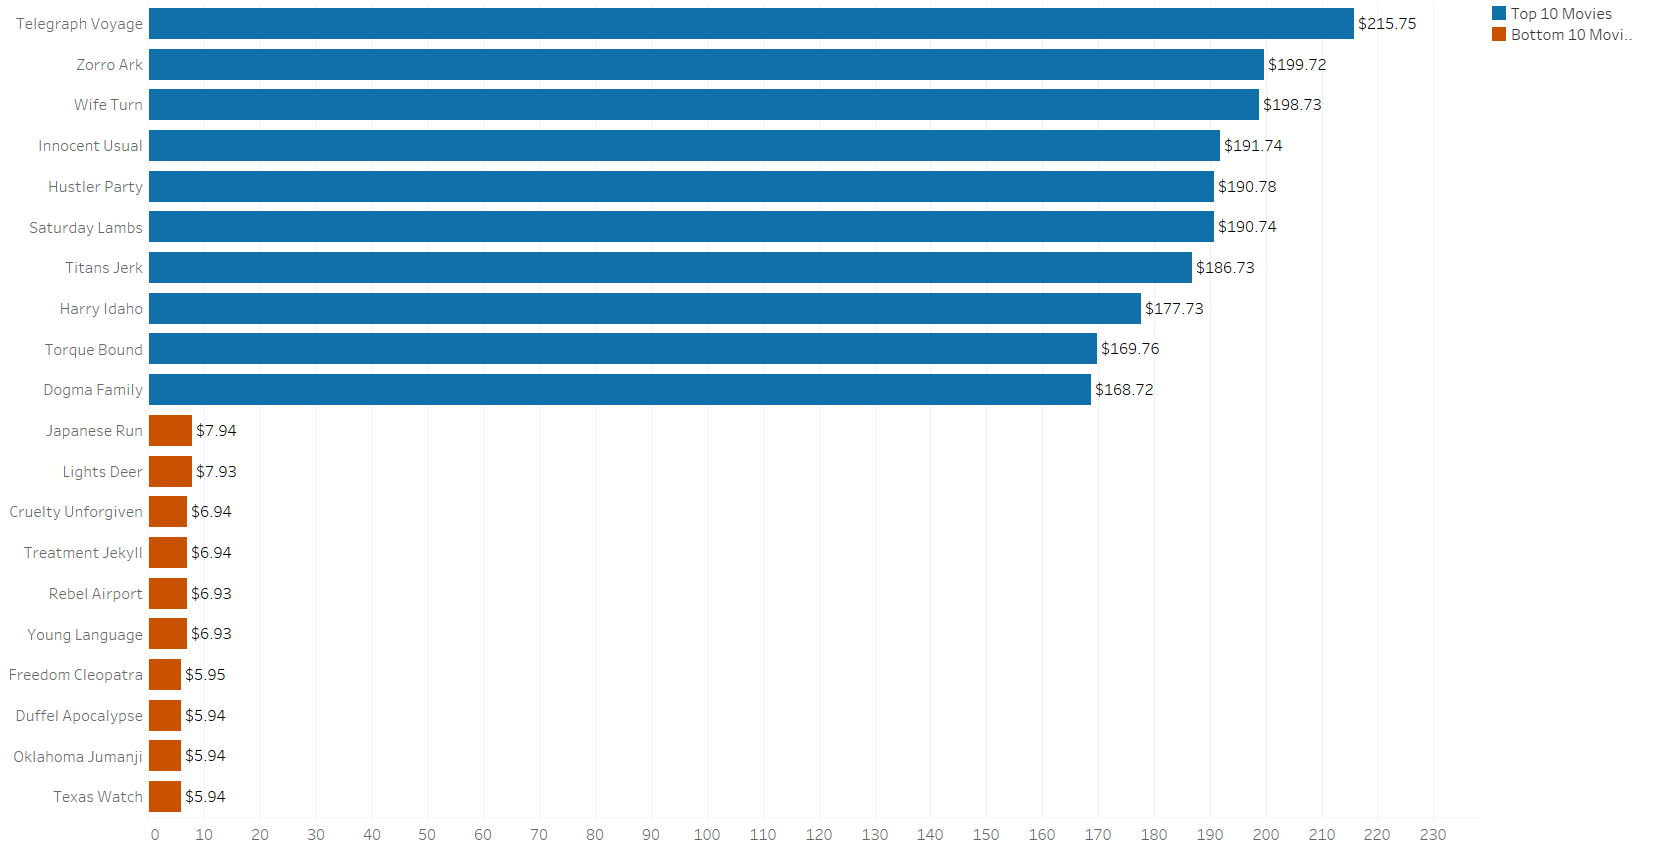 Telegraph Voyage $215.75
Zorro Ark $199.72
Wife Turn $198.73
Innocent Usual $191.74
Hustler Party $190.78
Saturday Lambs $190.74
Titans Jerk $186.73
Harry Idaho $177.73
Torque Bound $169.76
Dogma Family $168.72
Japanese Run $7.94
Lights Deer $7.93
Cruelty Unforgiven $6.94
Treatment Jekyll $6.94
Rebel Airport $6.93
Young Language $6.93
Freedom Cleopatra $5.95
Duffel Apocalypse $5.94
Oklahoma Jumanji $5.94
Texas Watch $5.94
0 10 20 30 40 50 60 70 80 90 100 110 120 130 140 150 160 170 180 190 200 210 220 230
Top 10 Movies
Bottom 10 Movi..